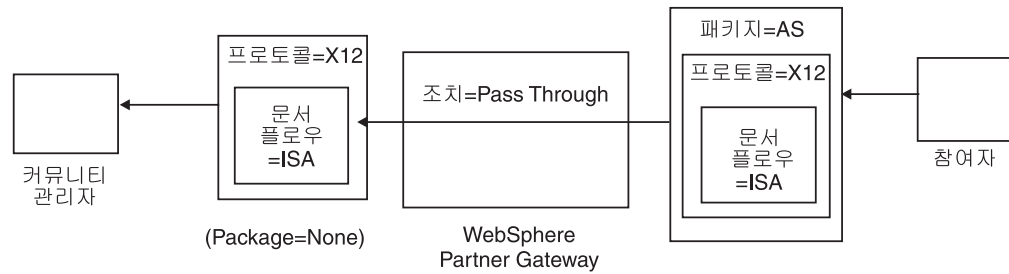 커뮤니티
관리자
프로토콜=X12
문서
플로우
=ISA
(Package=None)
조치=Pass Through
WebSphere
Partner Gateway
패키지=AS
프로토콜=X12
문서
플로우
=ISA
참여자